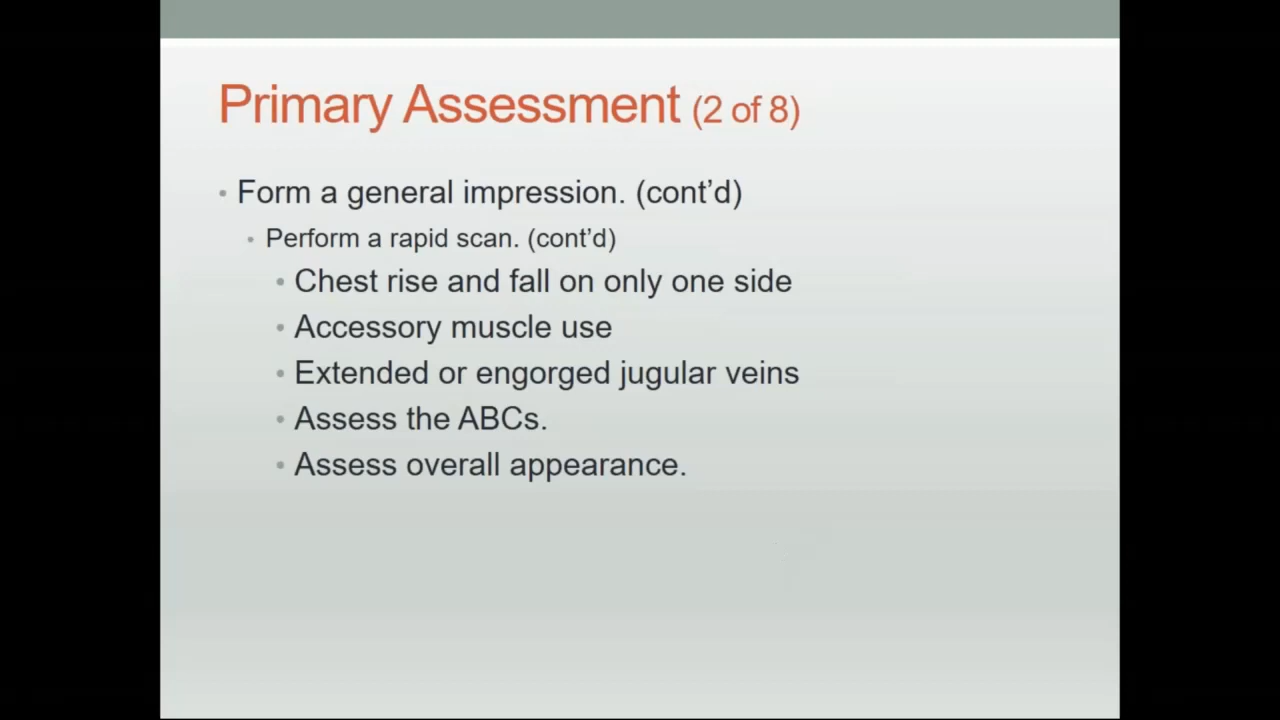 Primary Assessment (2 of 8)
• Form a general impression. (cont’d)
• Perform a rapid scan. (cont’d)
• Chest rise and fall on only one side
• Accessory muscle use
• Extended or engorged jugular veins
• Assess the ABCs.
• Assess overall appearance.